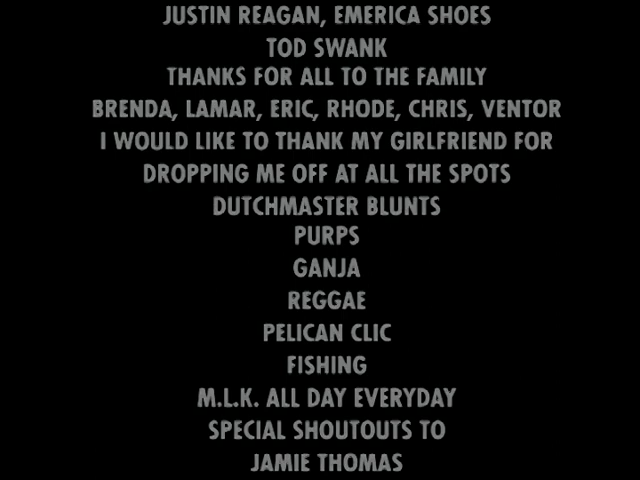 JUSTIN REAGAN, EMERICA SHOES
TOD SWANK
THANKS FOR ALL TO THE FAMILY
BRENDA, LAMAR, ERIC, RHODE, CHRIS, VENTOR
I WOULD LIKE TO THANK MY GIRLFRIEND FOR
DROPPING ME OFF AT ALL THE SPOTS
DUTCHMASTER BLUNTS
PURPS
GANJA
REGGAE
PELICAN CLIC
FISHING
M.L.K. ALL DAY EVERYDAY
SPECIAL SHOUTOUTS TO
JAMIE THOMAS